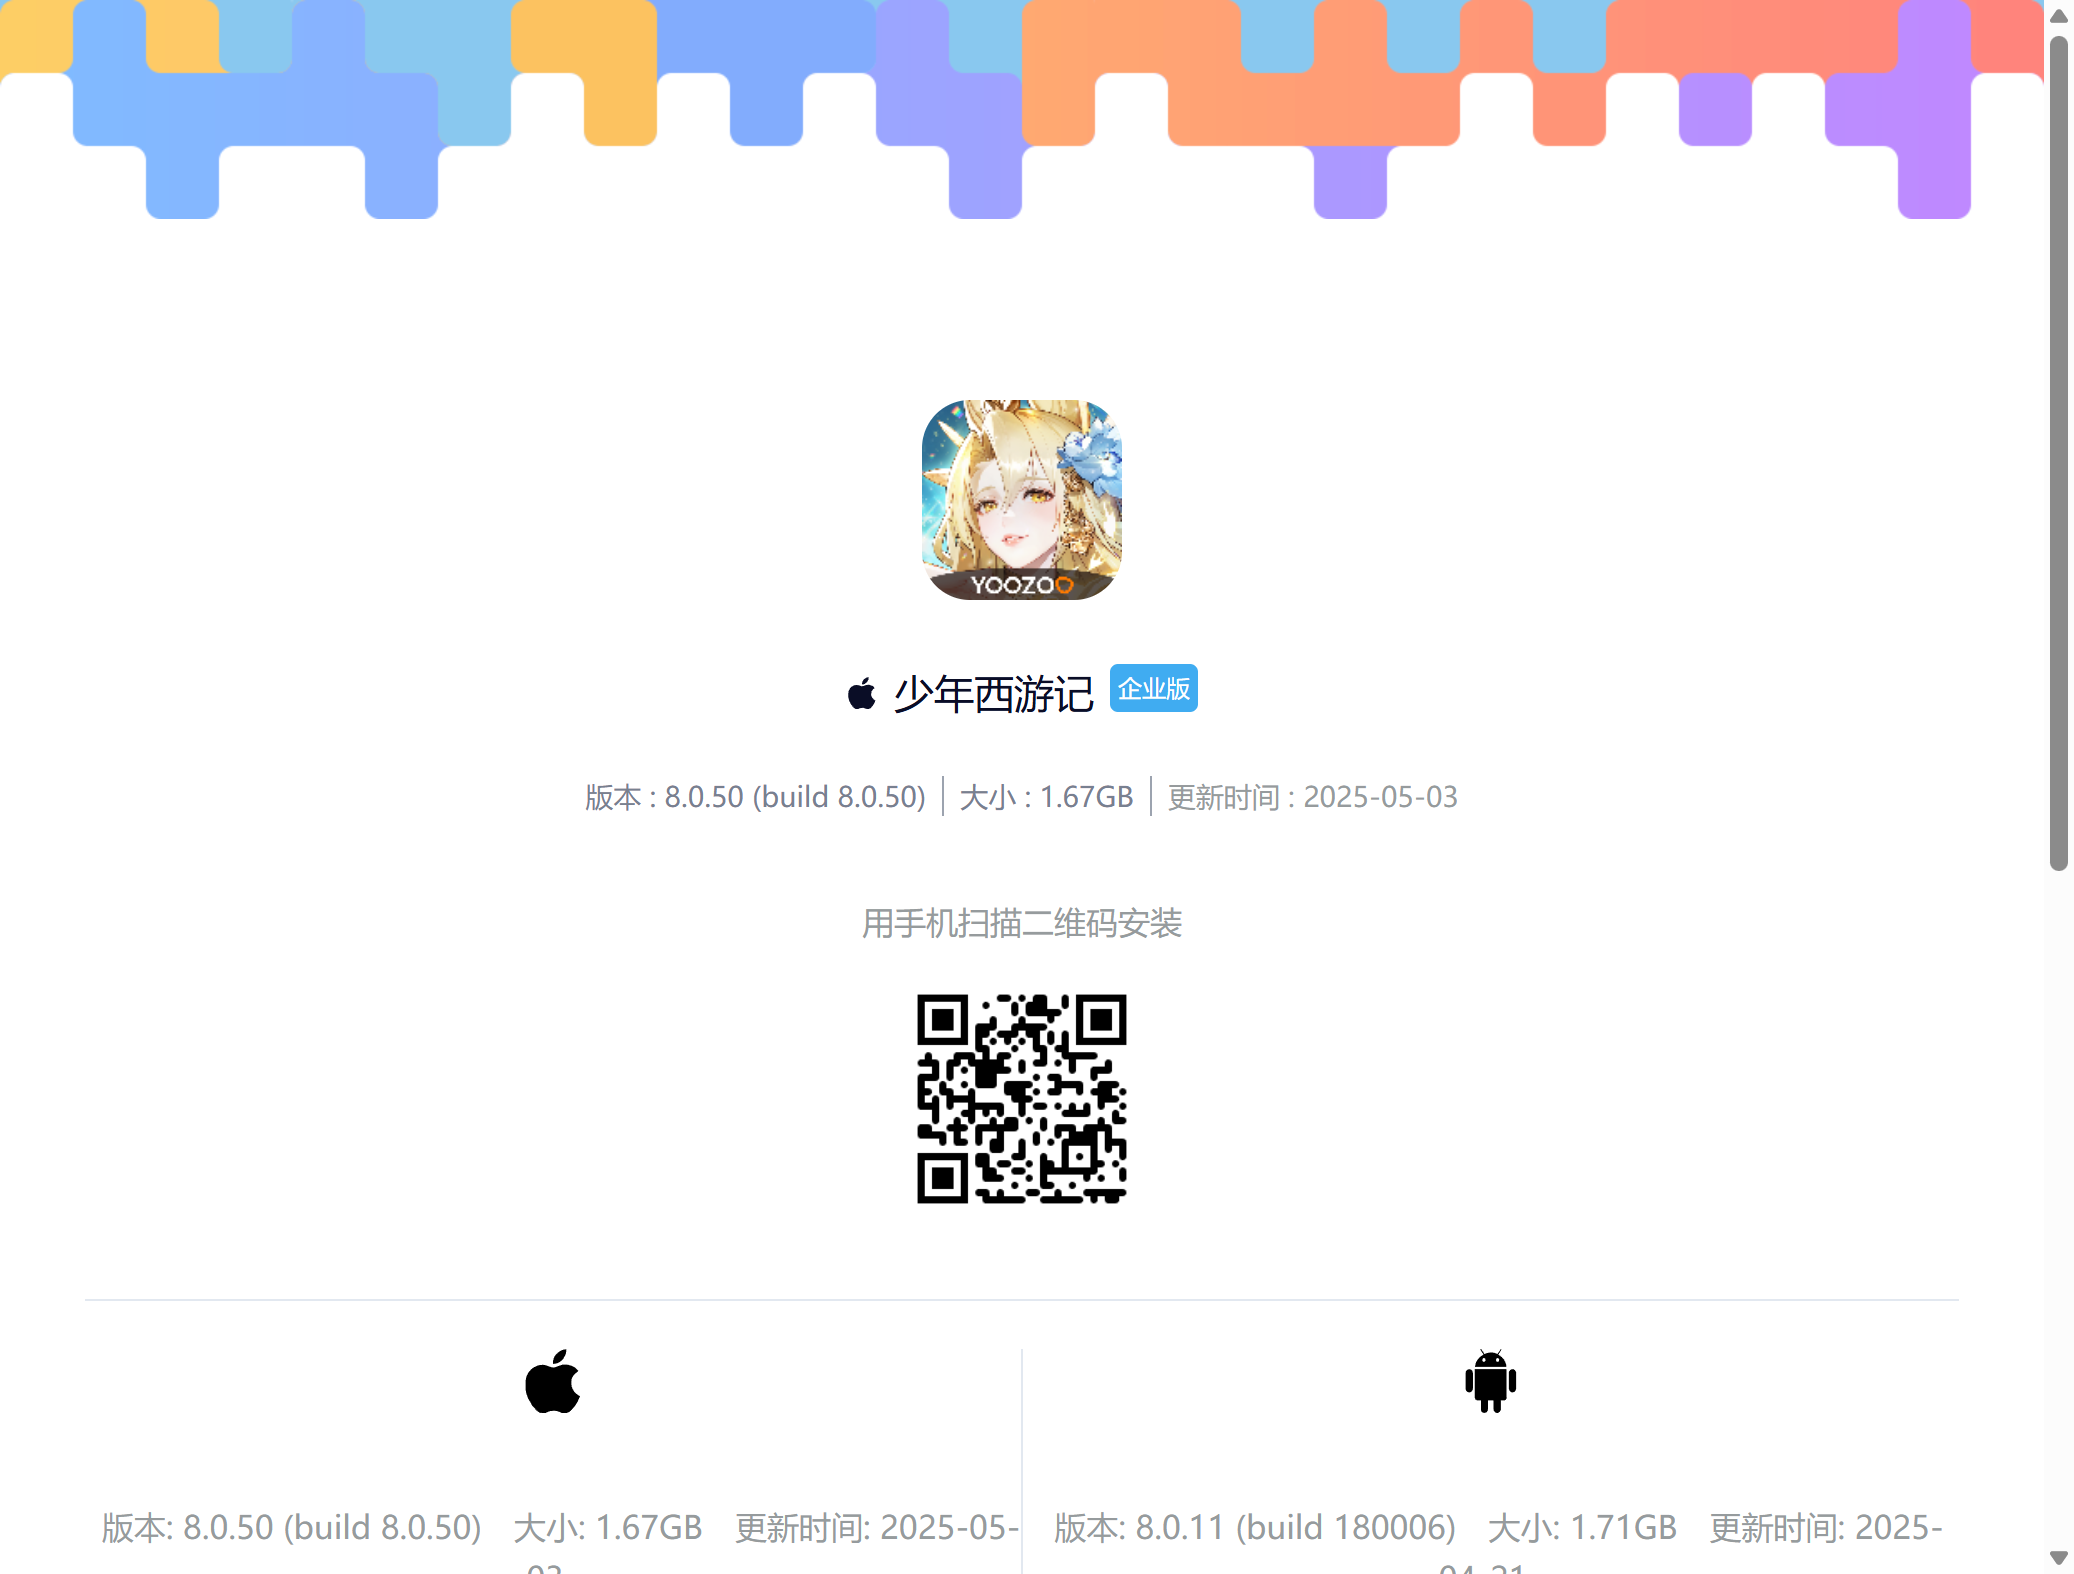 YOOZOO
少年西游记 企业版
版本 : 8.0.50 (build 8.0.50) 大小 : 1.67GB 更新时间 : 2025-05-03
用手机扫描二维码安装
版本: 8.0.50 (build 8.0.50) 大小: 1.67GB 更新时间: 2025-05-
03
版本: 8.0.11 (build 180006) 大小: 1.71GB 更新时间: 2025-
04-21